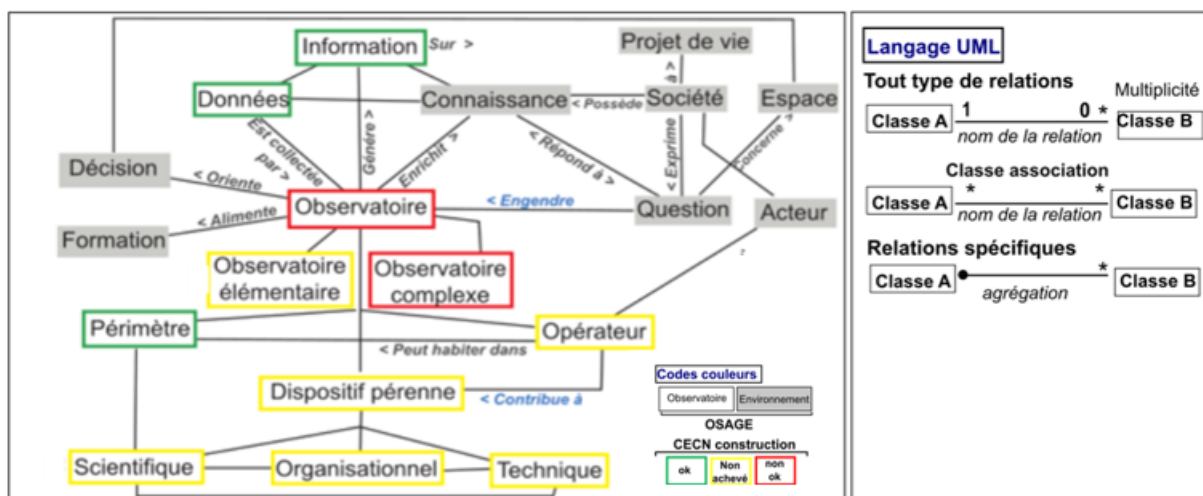 Information
Sur >
Projet de vie
Données
Connaissance
< Possède
Société
à >
Espace
Est collectée
par >
Génère >
Enrichit >
< Répond à >
< Exprime
Concerne >
Décision
< Oriente
Observatoire
< Engendre
Question
Acteur
Formation
< Alimente
Observatoire
élémentaire
Observatoire
complexe
Périmètre
Opérateur
< Peut habiter dans
Dispositif pérenne
< Contribue à
Scientifique
Organisationnel
Technique
Codes couleurs
Observatoire
Environnement
OSAGE
CECN construction
ok
Non
achevé
non
ok
Langage UML
Tout type de relations
Multiplicité
Classe A
1
0 *
Classe B
nom de la relation
Classe association
Classe A
*
*
Classe B
nom de la relation
Relations spécifiques
Classe A
*
Classe B
agrégation